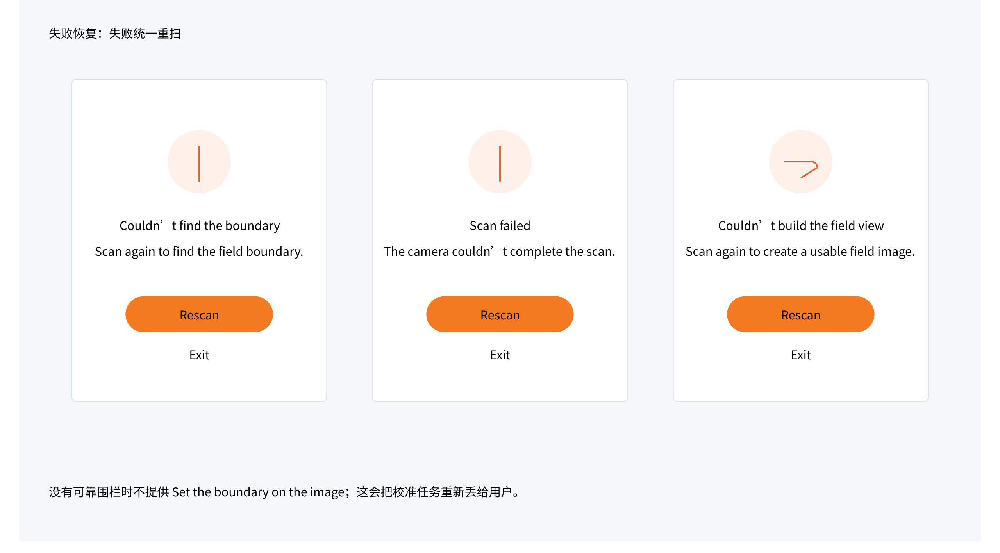 失败恢复：失败统一重扫
Couldn’t find the boundary
Scan again to find the field boundary.
Rescan
Exit
Scan failed
The camera couldn’t complete the scan.
Rescan
Exit
Couldn’t build the field view
Scan again to create a usable field image.
Rescan
Exit
没有可靠围栏时不提供 Set the boundary on the image；这会把校准任务重新丢给用户。